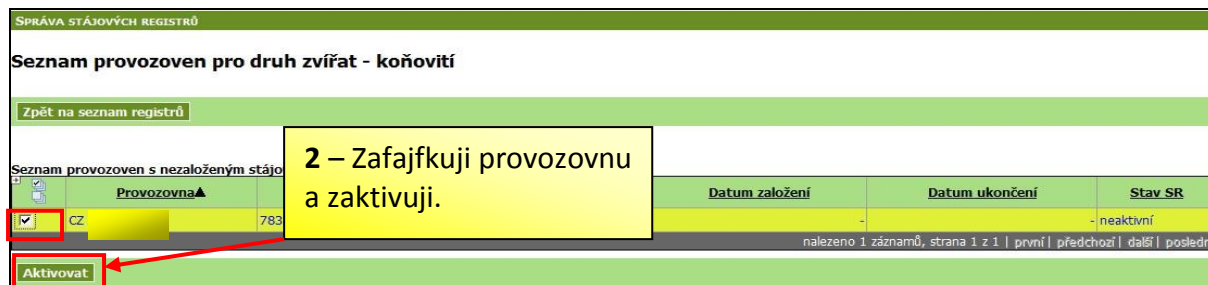 SPRÁVA STÁJOVÝCH REGISTRŮ
Seznam provozoven pro druh zvířat - koňovití
Zpět na seznam registrů
2 – Zafajfkuji provozovnu
a zaktivuji.
Seznam provozoven s nezaloženým
Provozovna▲ Datum založení Datum ukončení Stav SR
CZ 783 - - neaktivní
nalezeno 1 záznamů, strana 1 z 1 | první | předchozí | další |
Aktivovat